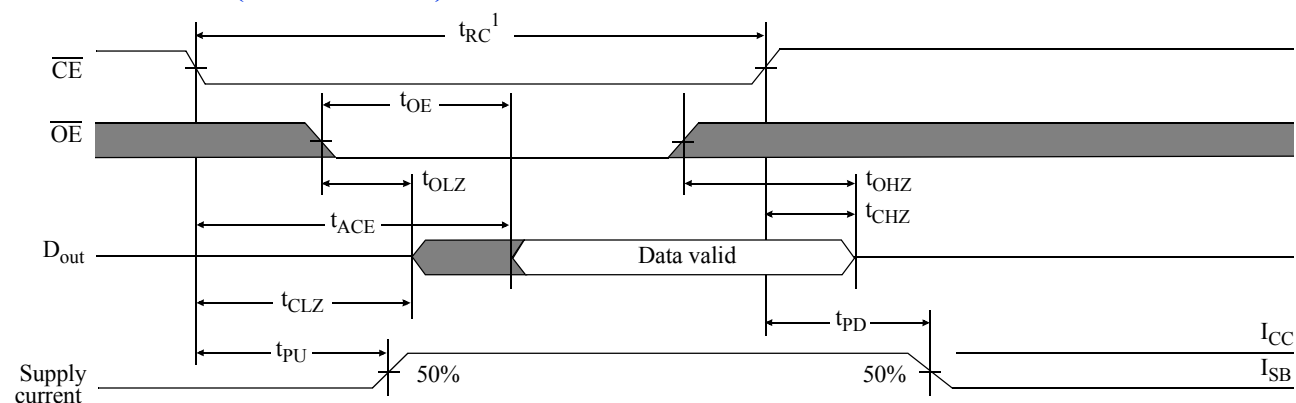 tRC1
CE
tOE
OE
tOLZ
tOHZ
tCHZ
tACE
Dout
Data valid
tCLZ
tPD
ICC
tPU
50%
50%
ISB
Supply
current